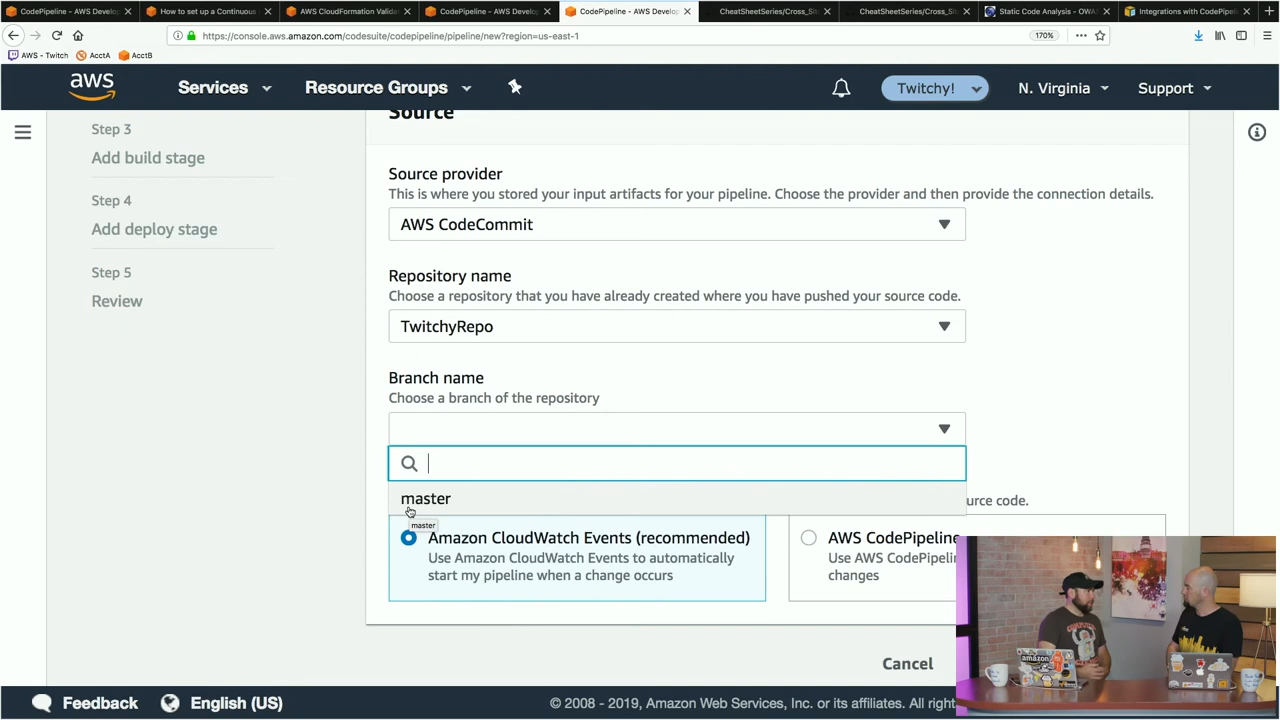 CodePipeline - AWS Develop
How to set up a Continuous
AWS CloudFormation Valida
CodePipeline - AWS Develop
CodePipeline - AWS Develop
CheatSheetSeries/Cross_Sit
CheatSheetSeries/Cross_Sit
Static Code Analysis - OWA
Integrations with CodePipel
https://console.aws.amazon.com/codesuite/codepipeline/pipeline/new?region=us-east-1
170%
AWS - Twitch
AcctA
AcctB
aws
Services
Resource Groups
Twitchy!
N. Virginia
Support
Step 3
Add build stage
Step 4
Add deploy stage
Step 5
Review
Source
Source provider
This is where you stored your input artifacts for your pipeline. Choose the provider and then provide the connection details.
AWS CodeCommit
Repository name
Choose a repository that you have already created where you have pushed your source code.
TwitchyRepo
Branch name
Choose a branch of the repository
master
urce code.
master
Amazon CloudWatch Events (recommended)
Use Amazon CloudWatch Events to automatically
start my pipeline when a change occurs
AWS CodePipeline
Use AWS CodePipeli
changes
Cancel
amazon
Feedback
English (US)
© 2008 - 2019, Amazon Web Services, Inc. or its affiliates. All right